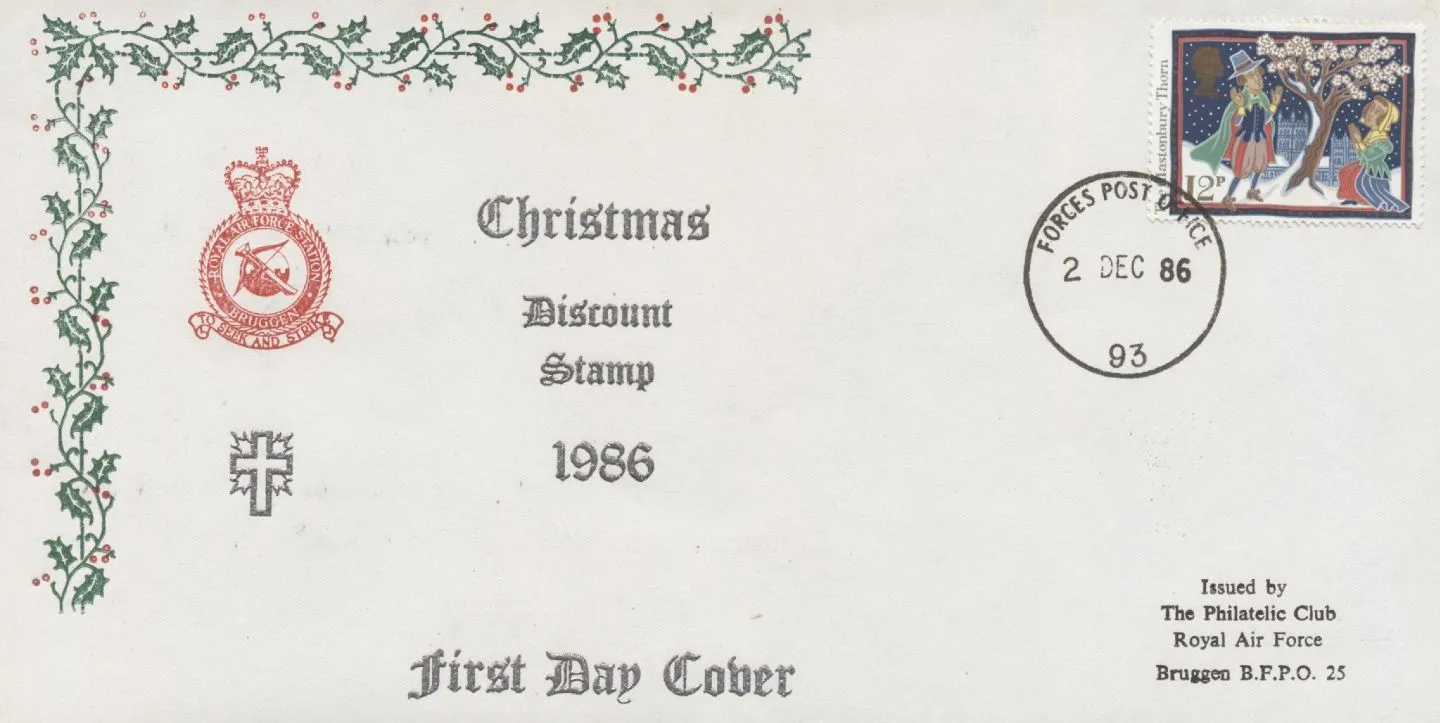 Glastonbury Thorn
12P
FORCES POST OFFICE
2 DEC 86
93
ROYAL AIR FORCE STATION
BRUGGEN
TO SEEK AND STRIKE
Christmas
Discount
Stamp
1986
First Day Cover
Issued by
The Philatelic Club
Royal Air Force
Bruggen B.F.P.O. 25